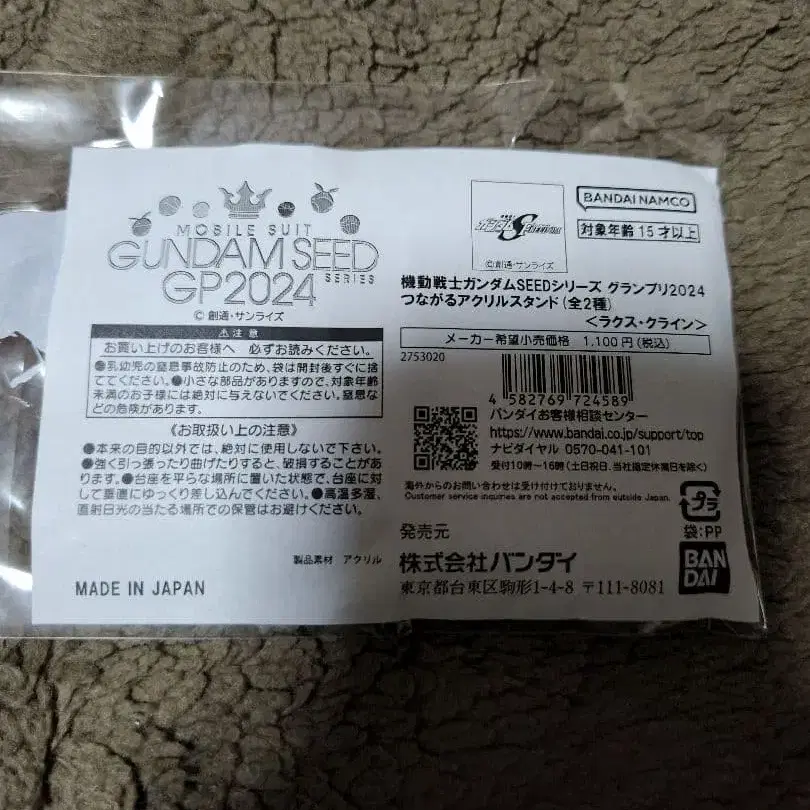 MOBILE SUIT
GUNDAM SEED
SERIES
GP2024
© 創通・サンライズ
⚠注意
お買い上げのお客様へ 必ずお読みください。
●乳幼児の窒息事故防止のため、袋は開封後すぐに捨
ててください。●小さな部品がありますので、対象年齢
未満のお子様には絶対に与えないでください。窒息な
どの危険があります。
《お取扱い上の注意》
●本来の目的以外では、絶対に使用しないで下さい。
●強く引っ張ったり曲げたりすると、破損することがあ
ります。●台座を平らな場所に置いた状態で、台座に対
して垂直にゆっくり差し込んでください。●高温多湿、
直射日光の当たる場所での保管はお避けください。
製品素材 アクリル
MADE IN JAPAN
©創通・サンライズ
BANDAI NAMCO
対象年齢 15才以上
機動戦士ガンダムSEEDシリーズ グランプリ2024
つながるアクリルスタンド(全2種)
<ラクス・クライン>
メーカー希望小売価格 1,100円(税込)
2753020
4 582769 724589
バンダイお客様相談センター
https://www.bandai.co.jp/support/top
ナビダイヤル 0570-041-101
受付10時～16時(土日祝日、当社指定休業日を除く)
海外からのお問い合わせは受け付けておりません。
Customer service inquiries are not accepted from outside Japan.
プラ
袋:PP
発売元
株式会社バンダイ
東京都台東区駒形1-4-8 〒111-8081
BAN
DAI